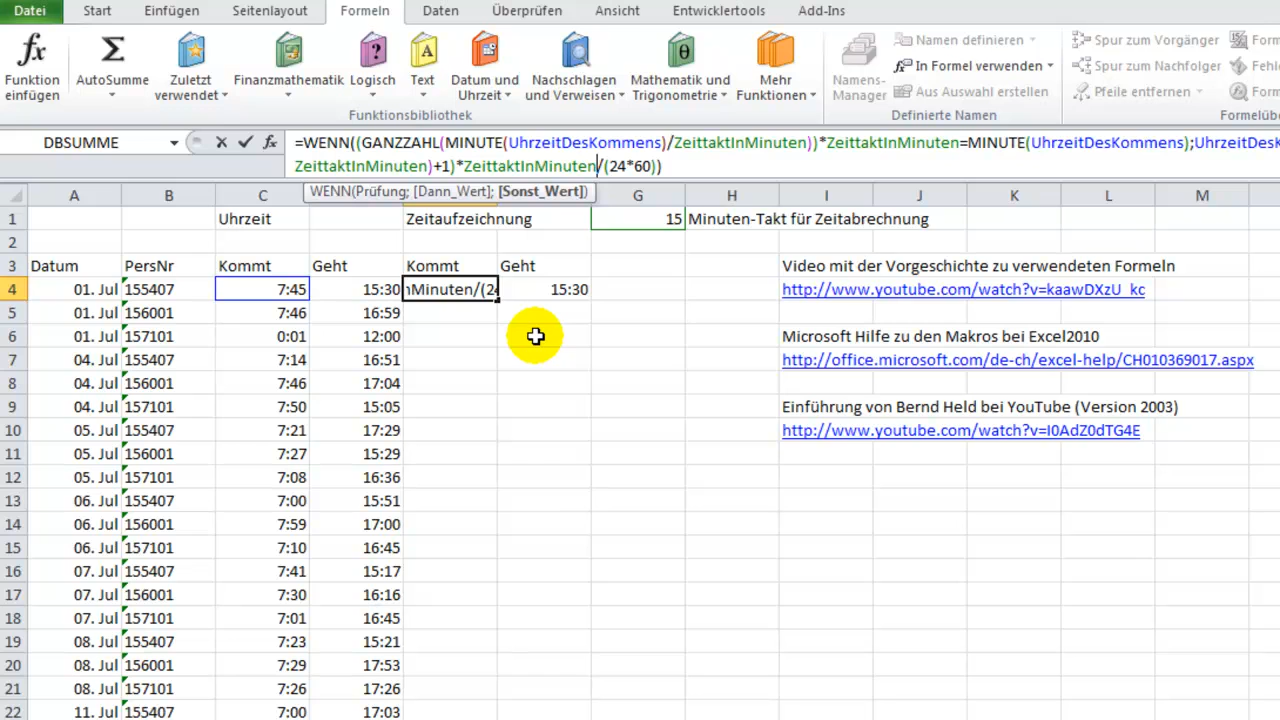 Datei Start Einfügen Seitenlayout Formeln Daten Überprüfen Ansicht Entwicklertools Add-Ins
fx Σ ? A θ Namen definieren Spur zum Vorgänger
Funktion einfügen AutoSumme Zuletzt verwendet Finanzmathematik Logisch Text Datum und Uhrzeit Nachschlagen und Verweisen Mathematik und Trigonometrie Mehr Funktionen Namens-Manager fx In Formel verwenden Spur zum Nachfolger
Aus Auswahl erstellen Pfeile entfernen
Funktionsbibliothek Definierte Namen
DBSUMME fx =WENN((GANZZAHL(MINUTE(UhrzeitDesKommens)/ZeittaktInMinuten))*ZeittaktInMinuten=MINUTE(UhrzeitDesKommens);UhrzeitDesK
ZeittaktInMinuten)+1)*ZeittaktInMinuten/(24*60))
WENN(Prüfung; [Dann_Wert]; [Sonst_Wert])
A B C G H I J K L M
1 Uhrzeit Zeitaufzeichnung 15 Minuten-Takt für Zeitabrechnung
2
3 Datum PersNr Kommt Geht Kommt Geht Video mit der Vorgeschichte zu verwendeten Formeln
4 01. Jul 155407 7:45 15:30 nMinuten/(24 15:30 http://www.youtube.com/watch?v=kaawDXzU_kc
5 01. Jul 156001 7:46 16:59
6 01. Jul 157101 0:01 12:00 Microsoft Hilfe zu den Makros bei Excel2010
7 04. Jul 155407 7:14 16:51 http://office.microsoft.com/de-ch/excel-help/CH010369017.aspx
8 04. Jul 156001 7:46 17:04
9 04. Jul 157101 7:50 15:05 Einführung von Bernd Held bei YouTube (Version 2003)
10 05. Jul 155407 7:21 17:29 http://www.youtube.com/watch?v=I0AdZ0dTG4E
11 05. Jul 156001 7:27 15:29
12 05. Jul 157101 7:08 16:36
13 06. Jul 155407 7:00 15:51
14 06. Jul 156001 7:59 17:00
15 06. Jul 157101 7:10 16:45
16 07. Jul 155407 7:41 15:17
17 07. Jul 156001 7:30 16:16
18 07. Jul 157101 7:01 16:45
19 08. Jul 155407 7:23 15:21
20 08. Jul 156001 7:29 17:53
21 08. Jul 157101 7:26 17:26
22 11. Jul 155407 7:00 17:03